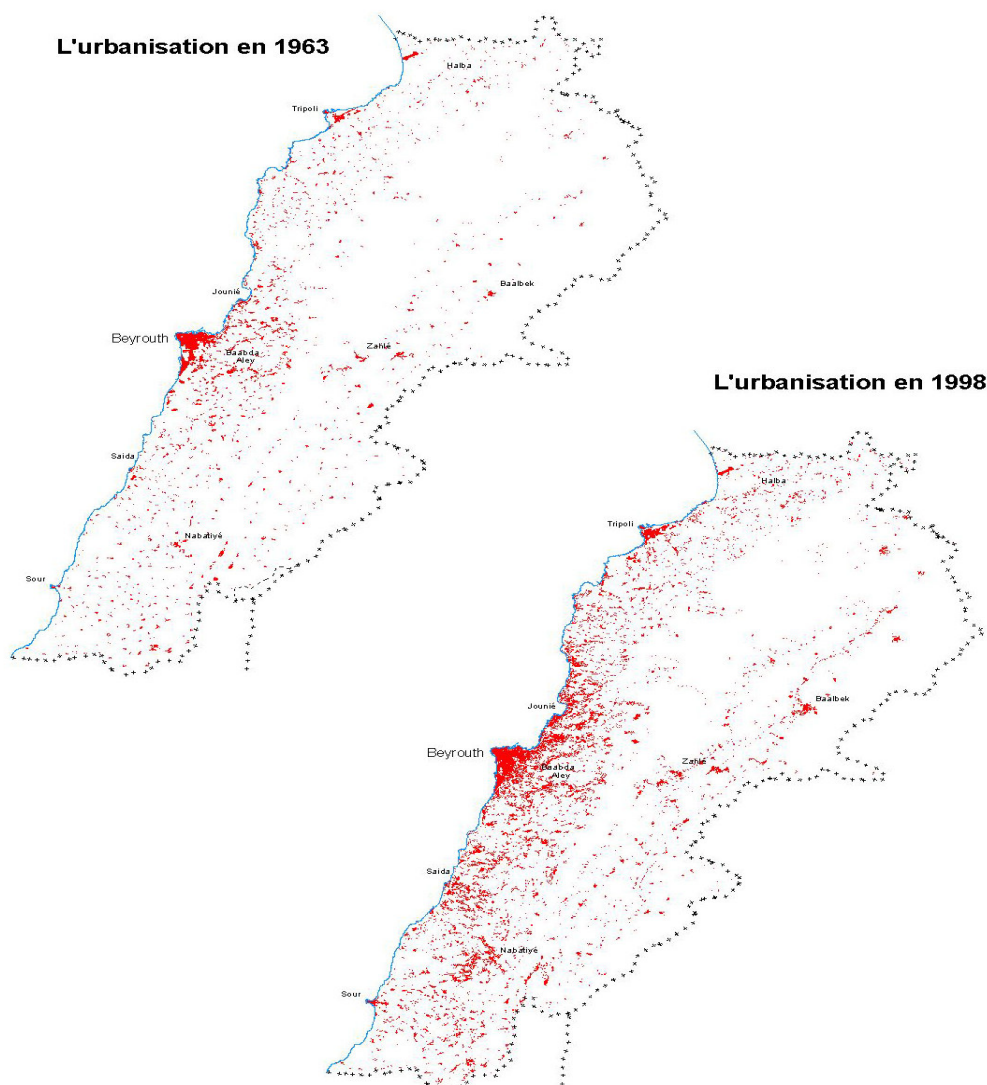 L'urbanisation en 1963
Halba
Tripoli
Baalbek
Jounié
Beyrouth
Zahlé
Baabda
Aley
Saida
Nabatiyé
Sour
L'urbanisation en 1998
Halba
Tripoli
Baalbek
Jounié
Beyrouth
Zahlé
Baabda
Aley
Saida
Nabatiyé
Sour